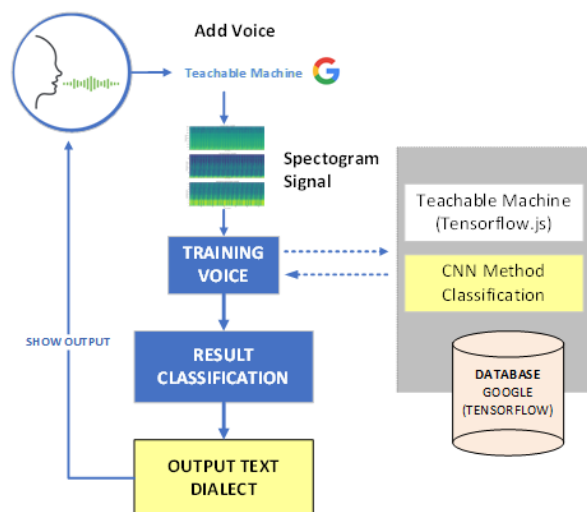 Add Voice
Teachable Machine
Spectogram
Signal
TRAINING
VOICE
Teachable Machine
(Tensorflow.js)
CNN Method
Classification
SHOW OUTPUT
RESULT
CLASSIFICATION
DATABASE
GOOGLE
(TENSORFLOW)
OUTPUT TEXT
DIALECT